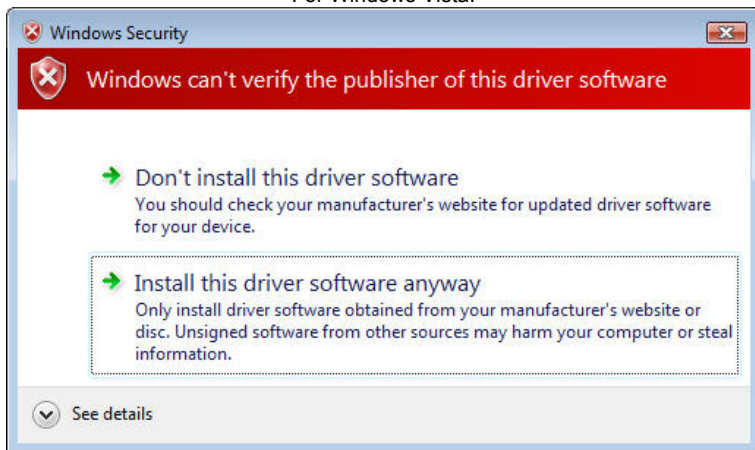 For Windows Vista:
Windows Security
Windows can't verify the publisher of this driver software
Don't install this driver software
You should check your manufacturer's website for updated driver software
for your device.
Install this driver software anyway
Only install driver software obtained from your manufacturer's website or
disc. Unsigned software from other sources may harm your computer or steal
information.
See details